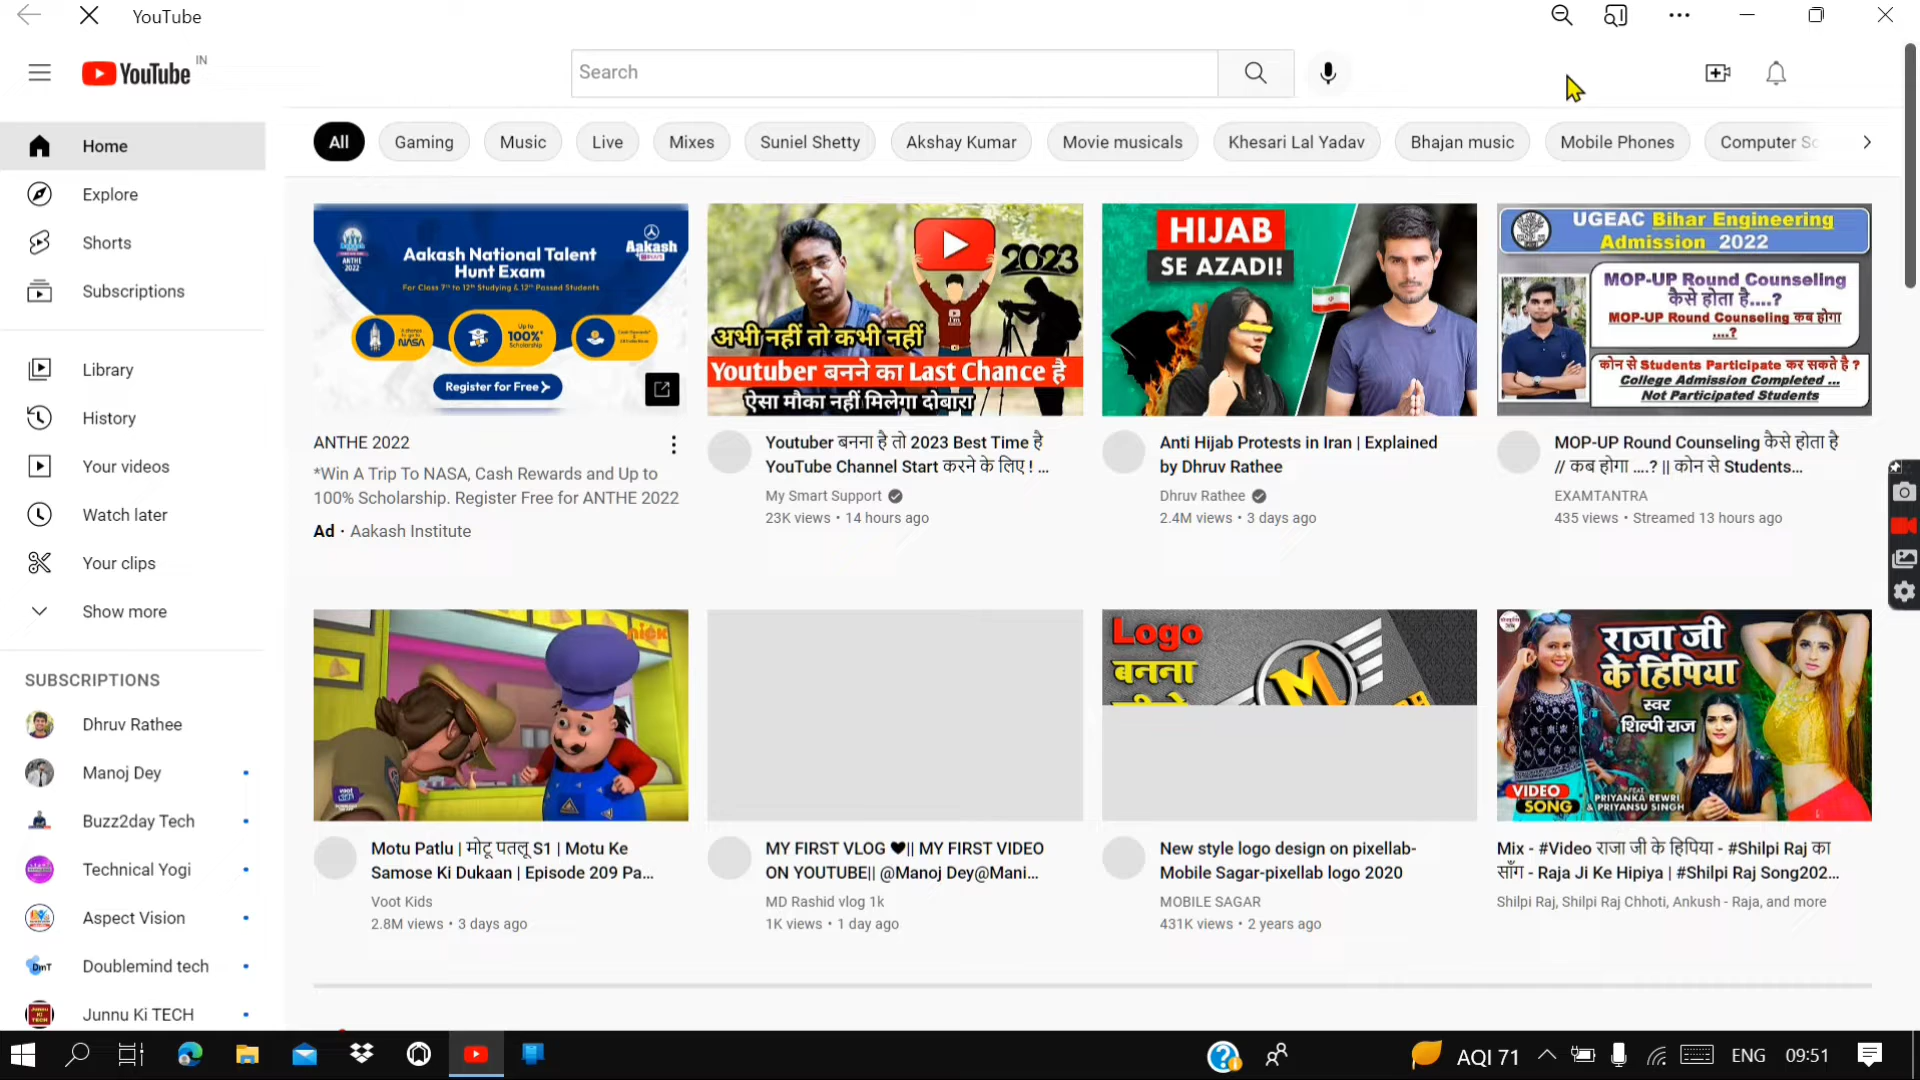 YouTube
YouTube IN
Search
Home
Explore
Shorts
Subscriptions
Library
History
Your videos
Watch later
Your clips
Show more
SUBSCRIPTIONS
Dhruv Rathee
Manoj Dey
Buzz2day Tech
Technical Yogi
Aspect Vision
Doublemind tech
Junnu Ki TECH
All
Gaming
Music
Live
Mixes
Suniel Shetty
Akshay Kumar
Movie musicals
Khesari Lal Yadav
Bhajan music
Mobile Phones
Computer Sc
ANTHE
2022
Aakash
Aakash National Talent
Hunt Exam
For Class 7th to 12th Studying & 12th Passed Students
NASA
Up to
100%*
Scholarship
Register for Free >
ANTHE 2022
*Win A Trip To NASA, Cash Rewards and Up to
100% Scholarship. Register Free for ANTHE 2022
Ad · Aakash Institute
2023
अभी नहीं तो कभी नहीं
Youtuber बनने का Last Chance है
ऐसा मौका नहीं मिलेगा दोबारा
Youtuber बनना है तो 2023 Best Time है
YouTube Channel Start करने के लिए ! ...
My Smart Support
23K views • 14 hours ago
HIJAB
SE AZADI!
Anti Hijab Protests in Iran | Explained
by Dhruv Rathee
Dhruv Rathee
2.4M views • 3 days ago
UGEAC Bihar Engineering
Admission 2022
MOP-UP Round Counseling
कैसे होता है....?
MOP-UP Round Counseling कब होगा
....?
कोन से Students Participate कर सकते है ?
College Admission Completed ...
Not Participated Students
MOP-UP Round Counseling कैसे होता है
// कब होगा ....? || कोन से Students...
EXAMTANTRA
435 views • Streamed 13 hours ago
nick
voot
Motu Patlu | मोटू पतलू S1 | Motu Ke
Samose Ki Dukaan | Episode 209 Pa...
Voot Kids
2.8M views • 3 days ago
MY FIRST VLOG ♥|| MY FIRST VIDEO
ON YOUTUBE|| @Manoj Dey@Mani...
MD Rashid vlog 1k
1K views • 1 day ago
Logo
बनना
M
New style logo design on pixellab-
Mobile Sagar-pixellab logo 2020
MOBILE SAGAR
431K views • 2 years ago
राजा जी
के हिपिया
स्वर
शिल्पी राज
VIDEO
SONG
FEAT
PRIYANKA REWRI
& PRIYANSU SINGH
Mix - #Video राजा जी के हिपिया - #Shilpi Raj का
साँग - Raja Ji Ke Hipiya | #Shilpi Raj Song202...
Shilpi Raj, Shilpi Raj Chhoti, Ankush - Raja, and more
AQI 71
ENG
09:51